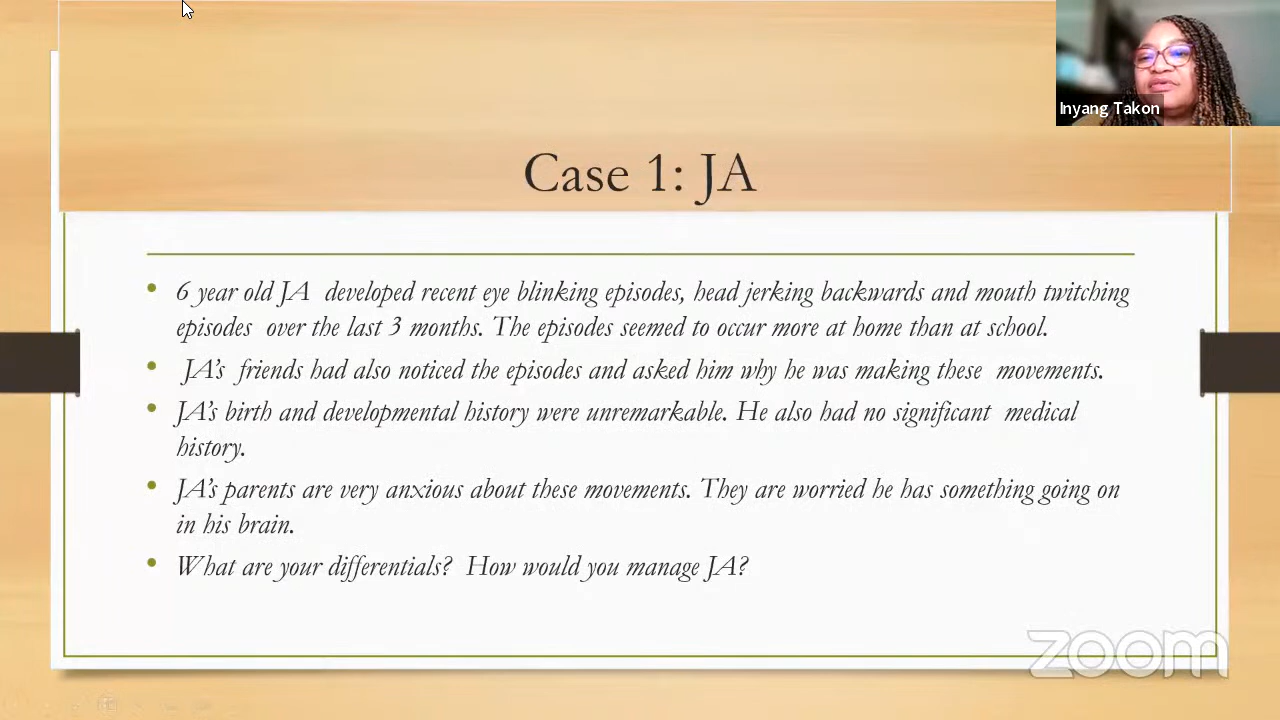 Inyang Takon
Case 1: JA
• 6 year old JA developed recent eye blinking episodes, head jerking backwards and mouth twitching
episodes over the last 3 months. The episodes seemed to occur more at home than at school.
• JA's friends had also noticed the episodes and asked him why he was making these movements.
• JA's birth and developmental history were unremarkable. He also had no significant medical
history.
• JA's parents are very anxious about these movements. They are worried he has something going on
in his brain.
• What are your differentials? How would you manage JA?
zoom